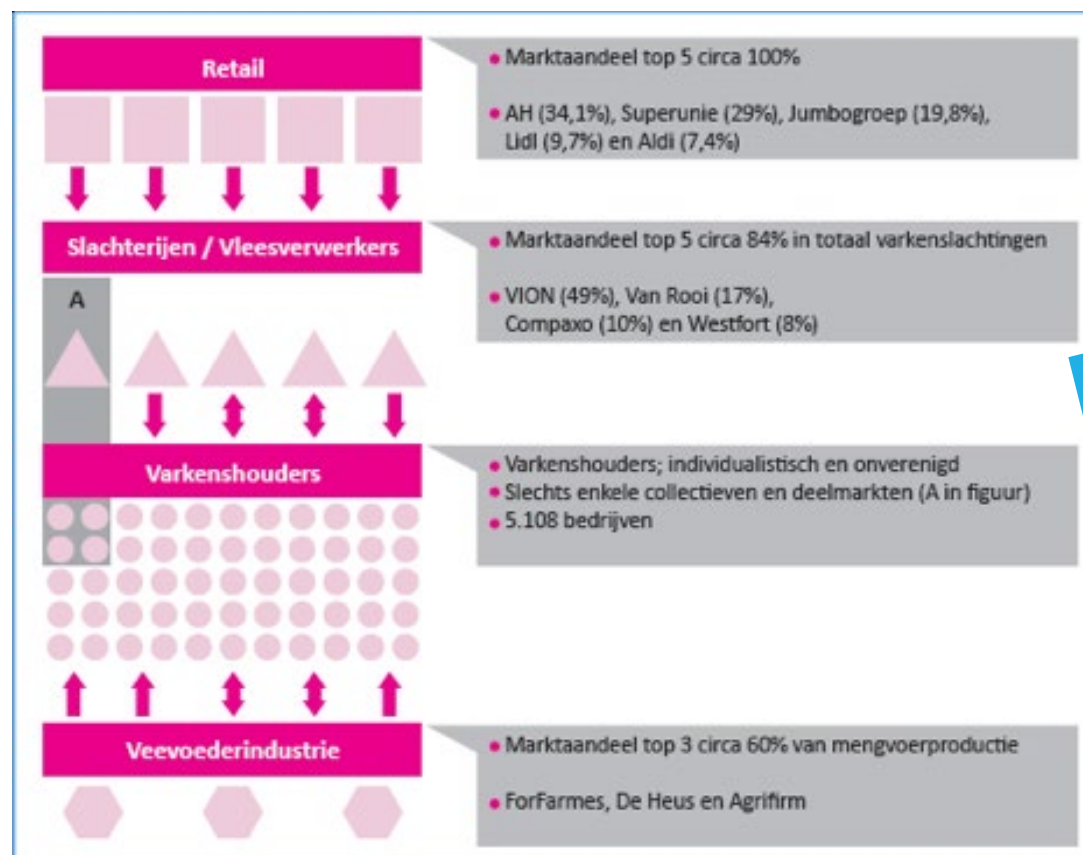 Retail
• Marktaandeel top 5 circa 100%
• AH (34,1%), Superunie (29%), Jumbogroep (19,8%),
Lidl (9,7%) en Aldi (7,4%)
Slachterijen / Vleesverwerkers
• Marktaandeel top 5 circa 84% in totaal varkenslachtingen
• VION (49%), Van Rooi (17%),
Compaxo (10%) en Westfort (8%)
A
Varkenshouders
• Varkenshouders; individualistisch en onverenigd
• Slechts enkele collectieven en deelmarkten (A in figuur)
• 5.108 bedrijven
Veevoederindustrie
• Marktaandeel top 3 circa 60% van mengvoerproductie
• ForFarmes, De Heus en Agrifirm